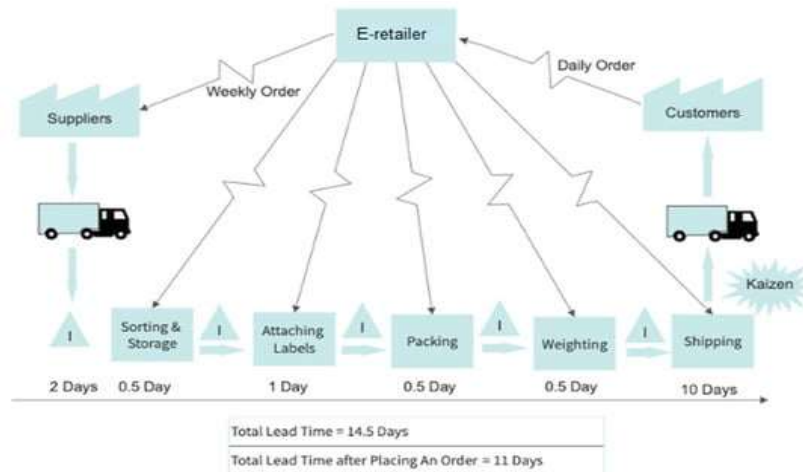 E-retailer
Weekly Order
Daily Order
Suppliers
Customers
Kaizen
I
Sorting &
Storage
I
Attaching
Labels
I
Packing
I
Weighting
I
Shipping
2 Days
0.5 Day
1 Day
0.5 Day
0.5 Day
10 Days
Total Lead Time = 14.5 Days
Total Lead Time after Placing An Order = 11 Days